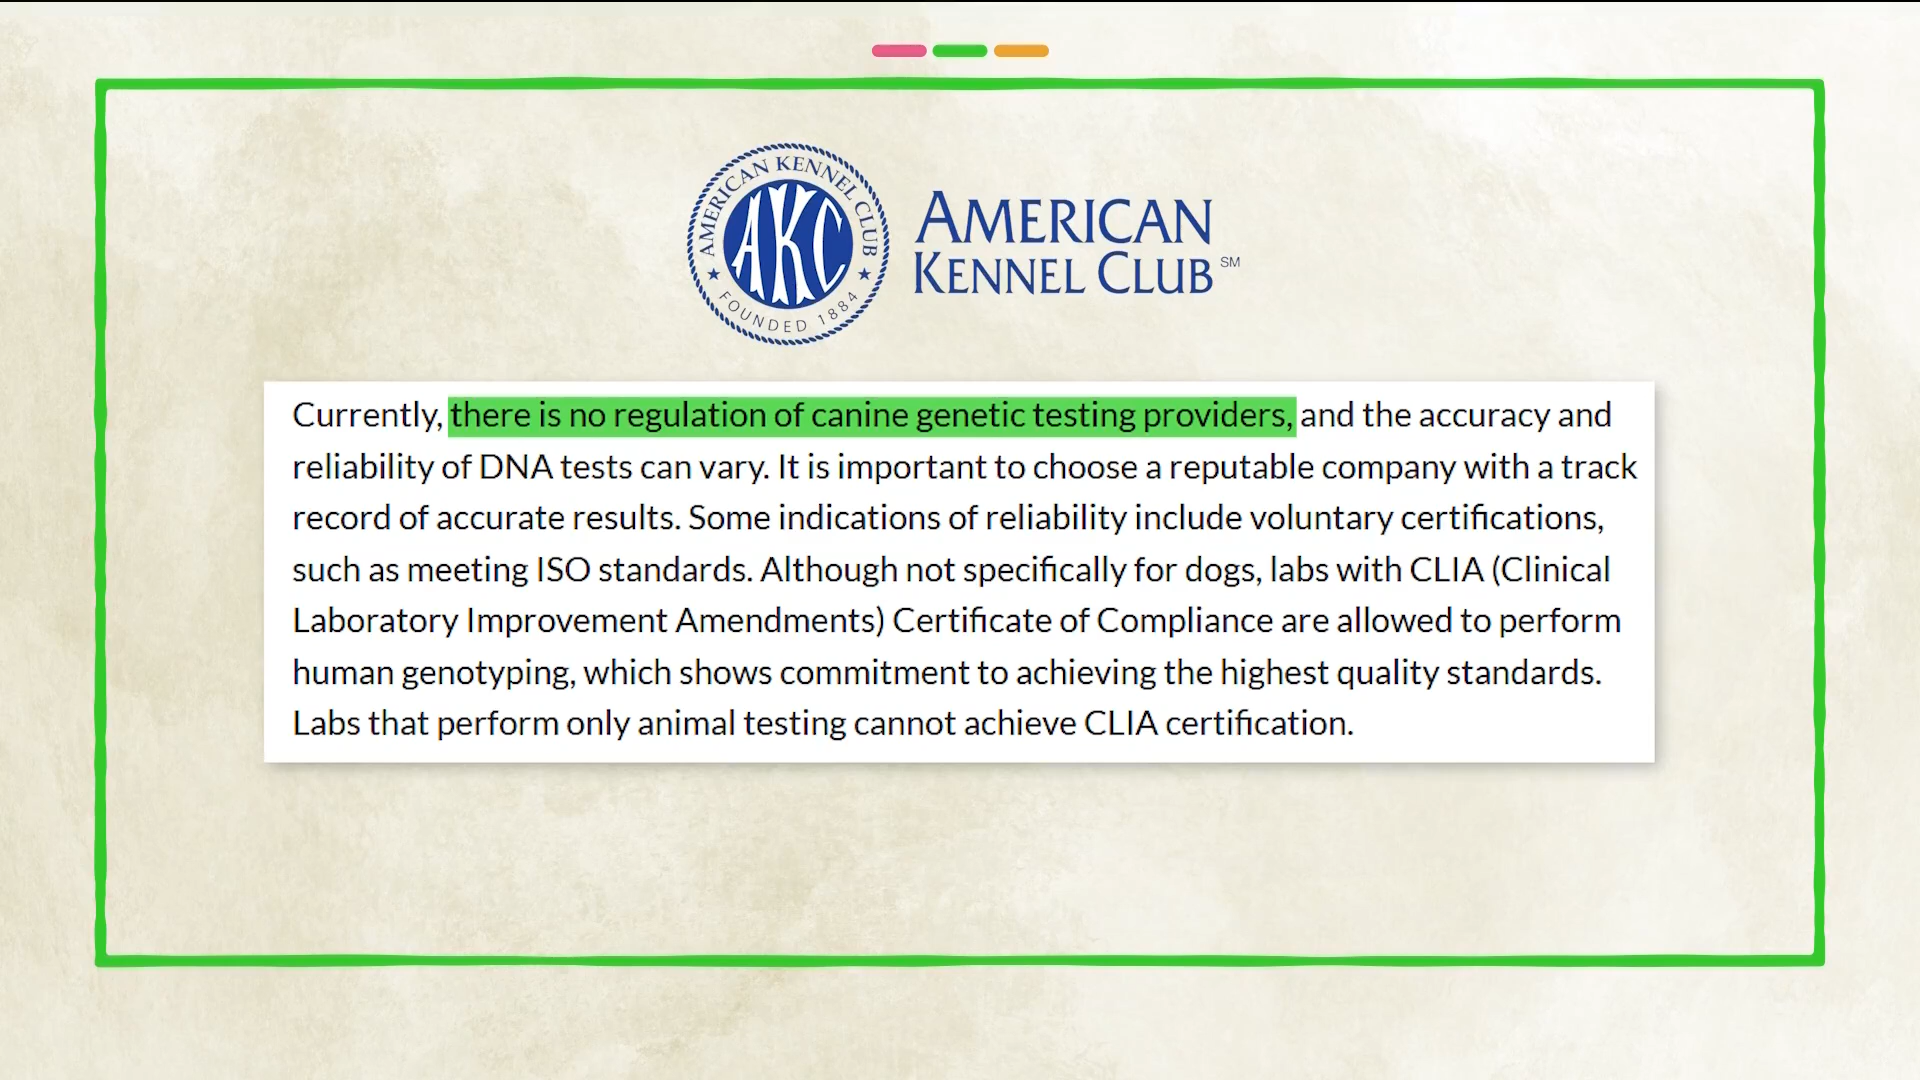 AMERICAN KENNEL CLUB
AKC
FOUNDED 1884
AMERICAN
KENNEL CLUB SM
Currently, there is no regulation of canine genetic testing providers, and the accuracy and
reliability of DNA tests can vary. It is important to choose a reputable company with a track
record of accurate results. Some indications of reliability include voluntary certifications,
such as meeting ISO standards. Although not specifically for dogs, labs with CLIA (Clinical
Laboratory Improvement Amendments) Certificate of Compliance are allowed to perform
human genotyping, which shows commitment to achieving the highest quality standards.
Labs that perform only animal testing cannot achieve CLIA certification.